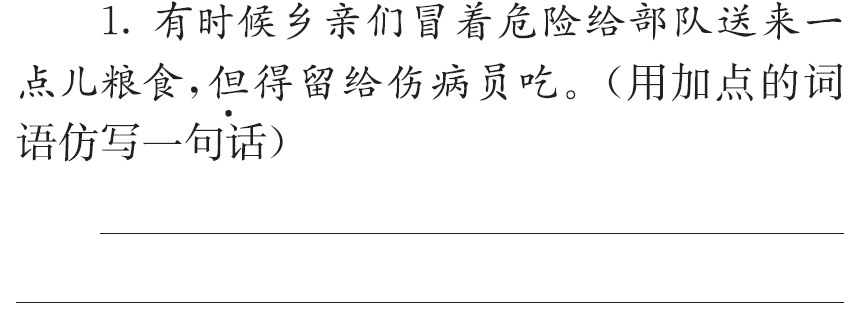 1. 有时候乡亲们冒着危险给部队送来一
点儿粮食,但得留给伤病员吃。(用加点的词
语仿写一句话)